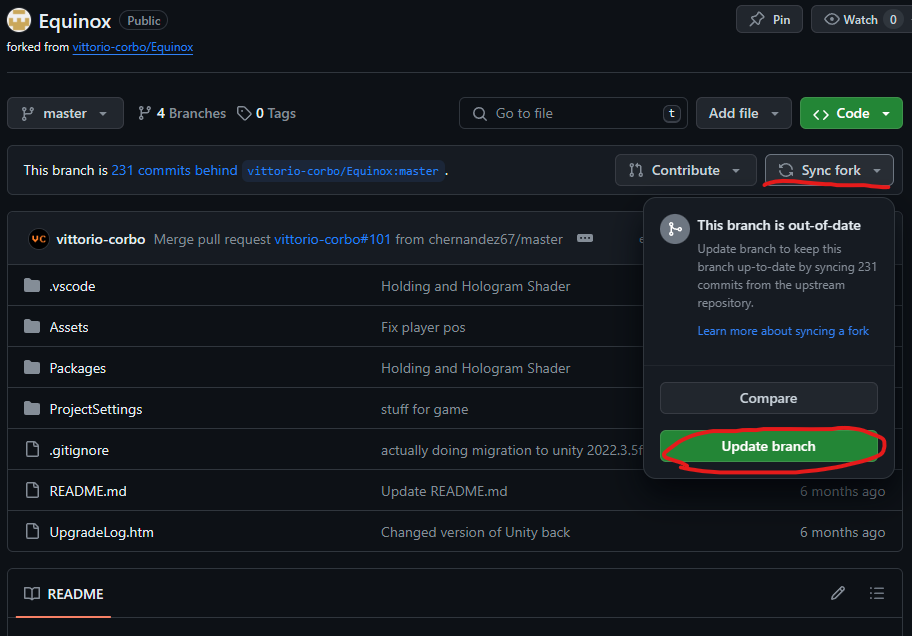 Equinox Public Pin Watch 0
forked from vittorio-corbo/Equinox
master 4 Branches 0 Tags Go to file t Add file Code
This branch is 231 commits behind vittorio-corbo/Equinox:master . Contribute Sync fork
VC vittorio-corbo Merge pull request vittorio-corbo#101 from chernandez67/master
This branch is out-of-date
Update branch to keep this
branch up-to-date by syncing 231
commits from the upstream
repository.
Learn more about syncing a fork
Compare
Update branch
.vscode Holding and Hologram Shader
Assets Fix player pos
Packages Holding and Hologram Shader
ProjectSettings stuff for game
.gitignore actually doing migration to unity 2022.3.5f
README.md Update README.md 6 months ago
UpgradeLog.htm Changed version of Unity back 6 months ago
README